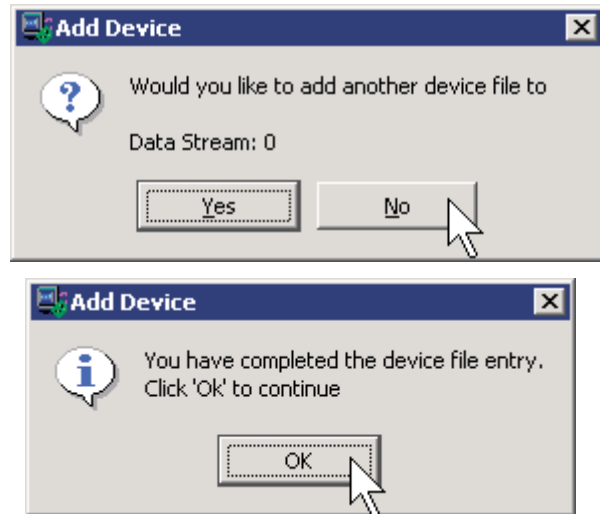 Add Device
Would you like to add another device file to
Data Stream: 0
Yes
No
Add Device
You have completed the device file entry.
Click 'Ok' to continue
OK